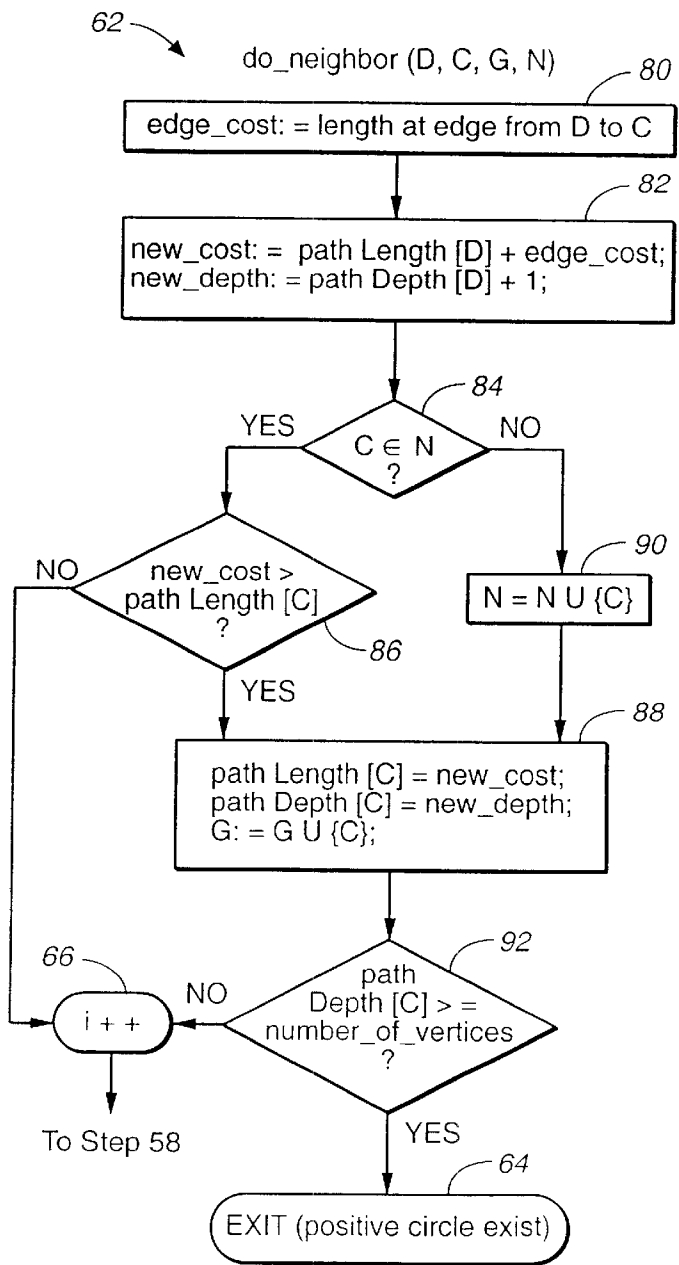 62
do_neighbor (D, C, G, N)
80
edge_cost: = length at edge from D to C
82
new_cost: = path Length [D] + edge_cost;
new_depth: = path Depth [D] + 1;
84
YES
C ∈ N
?
NO
NO
new_cost >
path Length [C]
?
86
90
N = N U {C}
YES
88
path Length [C] = new_cost;
path Depth [C] = new_depth;
G: = G U {C};
92
66
i + +
NO
path
Depth [C] > =
number_of_vertices
?
To Step 58
YES
64
EXIT (positive circle exist)